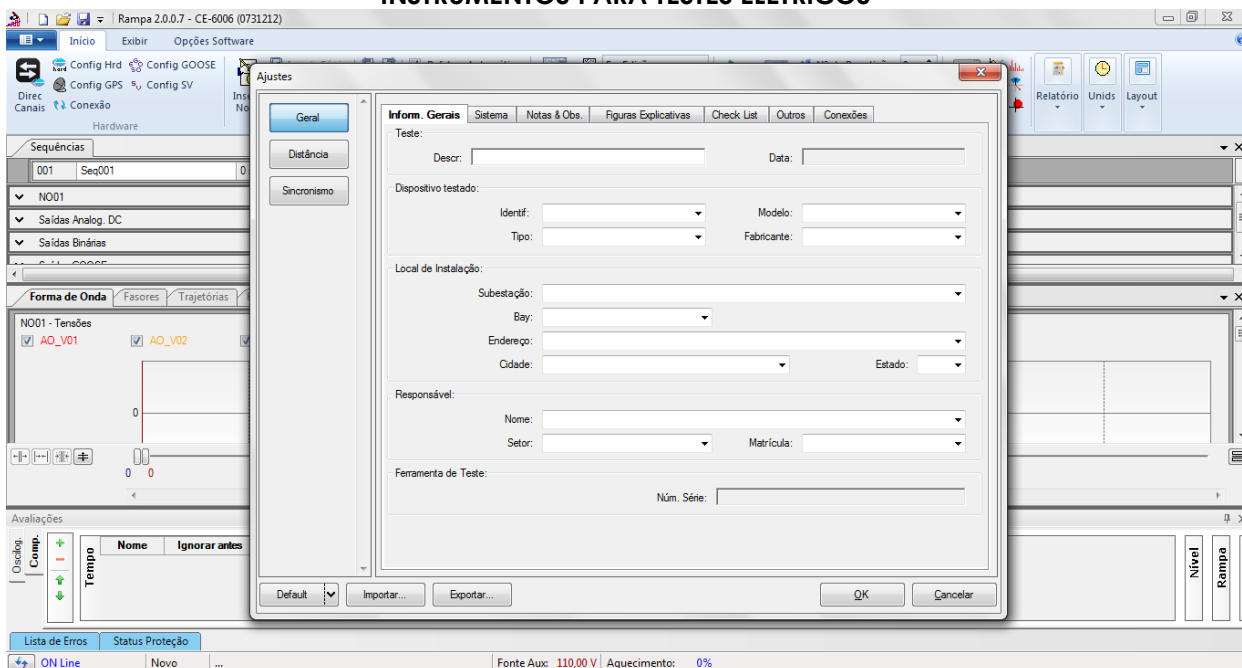 INSTRUMENTOS PARA TESTES ELÉTRICOS
Rampa 2.0.0.7 - CE-6006 (0731212)
Início Exibir Opções Software
Direc Canais
Config Hrd Config GOOSE
Config GPS Config SV
Conexão
Hardware
Relatório Unids Layout
Sequências
001 Seq001 0
NO01
Saídas Analog. DC
Saídas Binárias
Forma de Onda Fasores Trajetórias
NO01 - Tensões
AO_V01 AO_V02
0
0 0
Avaliações
Oscilog.
Comp.
Tempo
Nome Ignorar antes
Nível
Rampa
Lista de Erros Status Proteção
ON Line Novo ... Fonte Aux: 110,00 V Aquecimento: 0%
Ajustes
Geral
Distância
Sincronismo
Inform. Gerais Sistema Notas & Obs. Figuras Explicativas Check List Outros Conexões
Teste:
Descr: Data:
Dispositivo testado:
Identif: Modelo:
Tipo: Fabricante:
Local de Instalação:
Subestação:
Bay:
Endereço:
Cidade: Estado:
Responsável:
Nome:
Setor: Matrícula:
Ferramenta de Teste:
Núm. Série:
Default Importar... Exportar... OK Cancelar